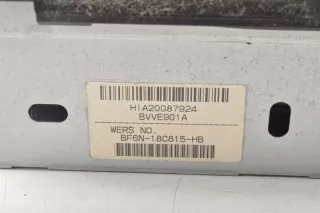 HIA20087924
BVVE901A
WERS NO.
BF6N-18C815-HB